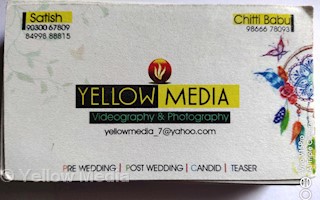 Satish
90300 67809
84998.88815
Chitti Babu
98666 78093
YELLOW MEDIA
Videography & Photography
yellowmedia_7@yahoo.com
PRE WEDDING | POST WEDDING | CANDID | TEASER
© Yellow Media